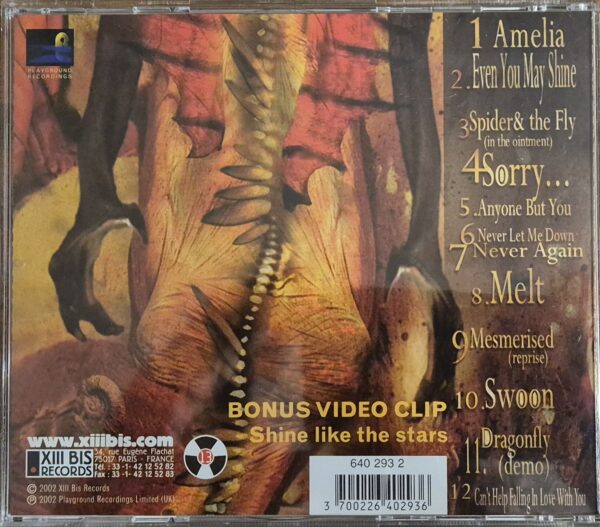 PLAYGROUND
RECORDINGS
1 Amelia
2. Even You May Shine
3 Spider& the Fly
(in the ointment)
4 Sorry...
5. Anyone But You
6 Never Let Me Down
7 Never Again
8. Melt
9 Mesmerised
(reprise)
10. Swoon
11. Dragonfly
(demo)
12 Can't Help Falling In Love With You
BONUS VIDEO CLIP
Shine like the stars
www.xiiibis.com
XIII BIS
RECORDS
34, rue Eugène Flachat
75017 PARIS - FRANCE
Tél. : 33 -1- 42 12 52 82
Fax : 33 -1- 42 12 52 83
13
© 2002 XIII Bis Records
℗ 2002 Playground Recordings Limited (UK)
640 293 2
3 700226 402936